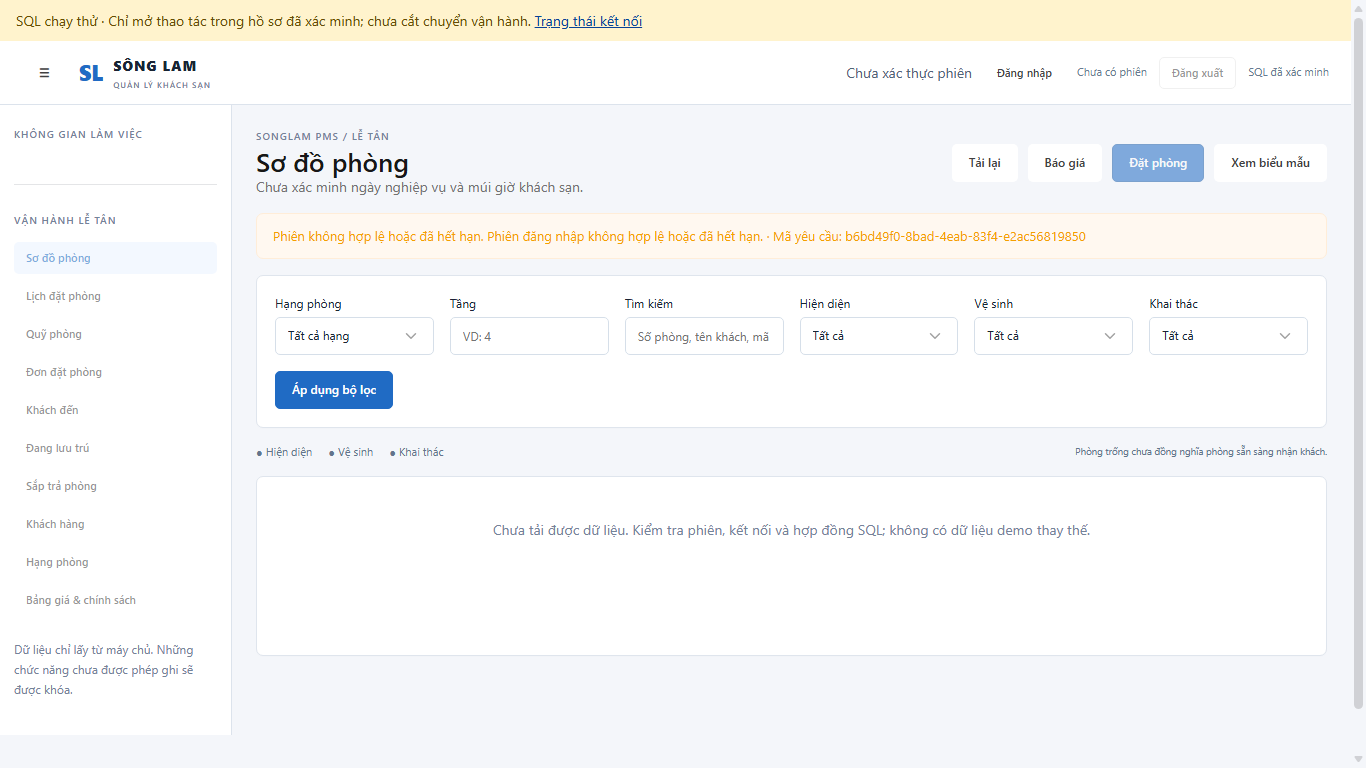 SQL chạy thử · Chỉ mở thao tác trong hồ sơ đã xác minh; chưa cắt chuyển vận hành. Trạng thái kết nối
☰ SL SÔNG LAM
QUẢN LÝ KHÁCH SẠN
Chưa xác thực phiên Đăng nhập Chưa có phiên Đăng xuất SQL đã xác minh
KHÔNG GIAN LÀM VIỆC
VẬN HÀNH LỄ TÂN
Sơ đồ phòng
Lịch đặt phòng
Quỹ phòng
Đơn đặt phòng
Khách đến
Đang lưu trú
Sắp trả phòng
Khách hàng
Hạng phòng
Bảng giá & chính sách
Dữ liệu chỉ lấy từ máy chủ. Những
chức năng chưa được phép ghi sẽ
được khóa.
SONGLAM PMS / LỄ TÂN
Sơ đồ phòng
Chưa xác minh ngày nghiệp vụ và múi giờ khách sạn.
Tải lại Báo giá Đặt phòng Xem biểu mẫu
Phiên không hợp lệ hoặc đã hết hạn. Phiên đăng nhập không hợp lệ hoặc đã hết hạn. · Mã yêu cầu: b6bd49f0-8bad-4eab-83f4-e2ac56819850
Hạng phòng Tầng Tìm kiếm Hiện diện Vệ sinh Khai thác
Tất cả hạng VD: 4 Số phòng, tên khách, mã Tất cả Tất cả Tất cả
Áp dụng bộ lọc
● Hiện diện ● Vệ sinh ● Khai thác
Phòng trống chưa đồng nghĩa phòng sẵn sàng nhận khách.
Chưa tải được dữ liệu. Kiểm tra phiên, kết nối và hợp đồng SQL; không có dữ liệu demo thay thế.